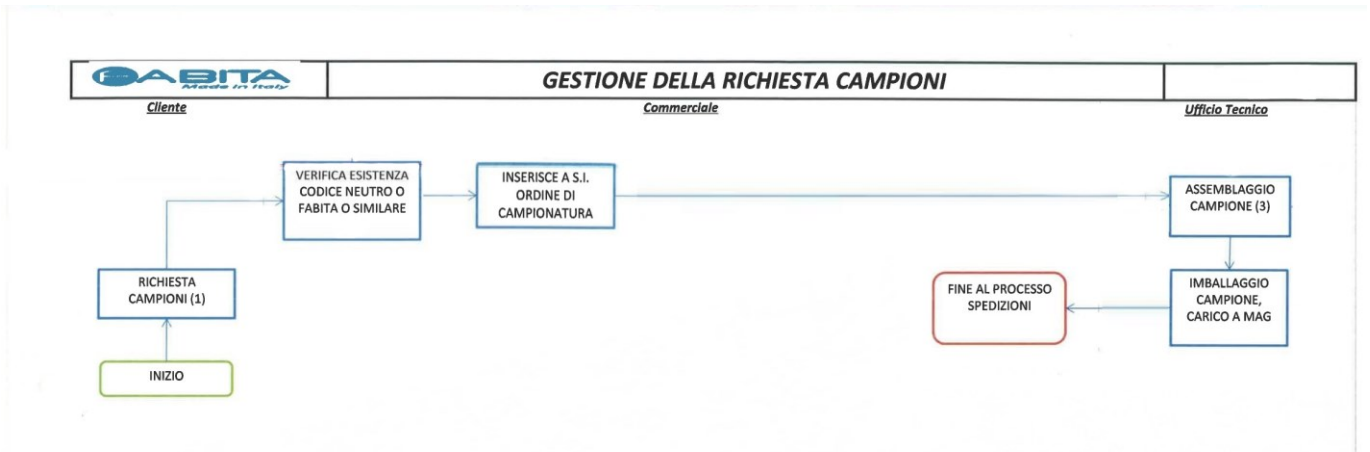 FABITA
Made in Italy
GESTIONE DELLA RICHIESTA CAMPIONI
Cliente
Commerciale
Ufficio Tecnico
VERIFICA ESISTENZA
CODICE NEUTRO O
FABITA O SIMILARE
INSERISCE A S.I.
ORDINE DI
CAMPIONATURA
ASSEMBLAGGIO
CAMPIONE (3)
RICHIESTA
CAMPIONI (1)
FINE AL PROCESSO
SPEDIZIONI
IMBALLAGGIO
CAMPIONE,
CARICO A MAG
INIZIO